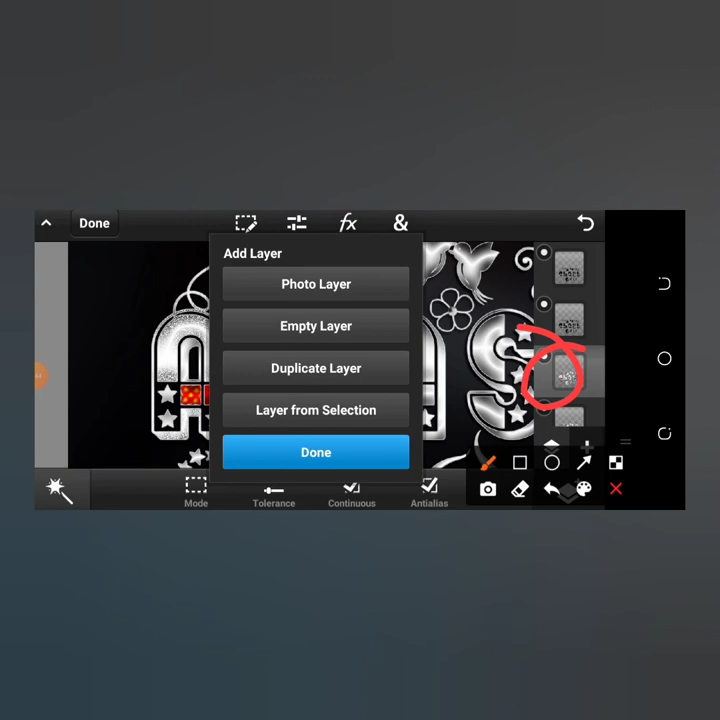 Done
fx
&
Add Layer
Photo Layer
Empty Layer
Duplicate Layer
Layer from Selection
Done
Mode
Tolerance
Continuous
Antialias